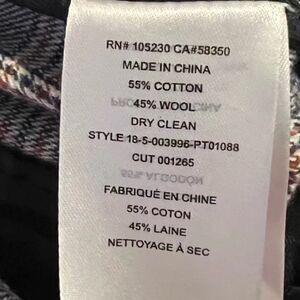 RN# 105230 CA#58350
MADE IN CHINA
55% COTTON
45% WOOL
DRY CLEAN
STYLE 18-5-003996-PT01088
CUT 001265
FABRIQUÉ EN CHINE
55% COTON
45% LAINE
NETTOYAGE À SEC